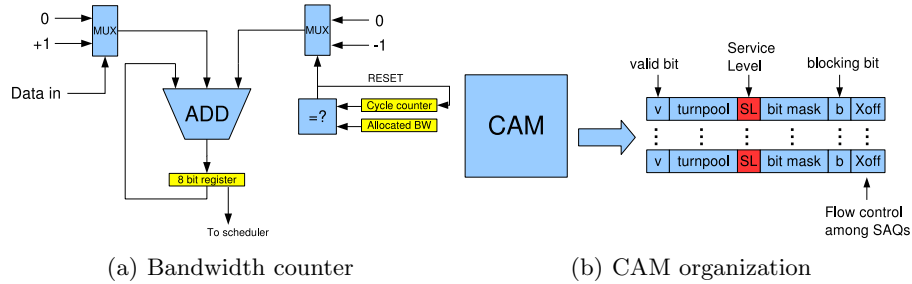 0
+1
MUX
Data in
MUX
0
-1
RESET
ADD
=?
Cycle counter
Allocated BW
8 bit register
To scheduler
(a) Bandwidth counter
CAM
valid bit
Service
Level
blocking bit
v turnpool SL bit mask b Xoff
v turnpool SL bit mask b Xoff
Flow control
among SAQs
(b) CAM organization